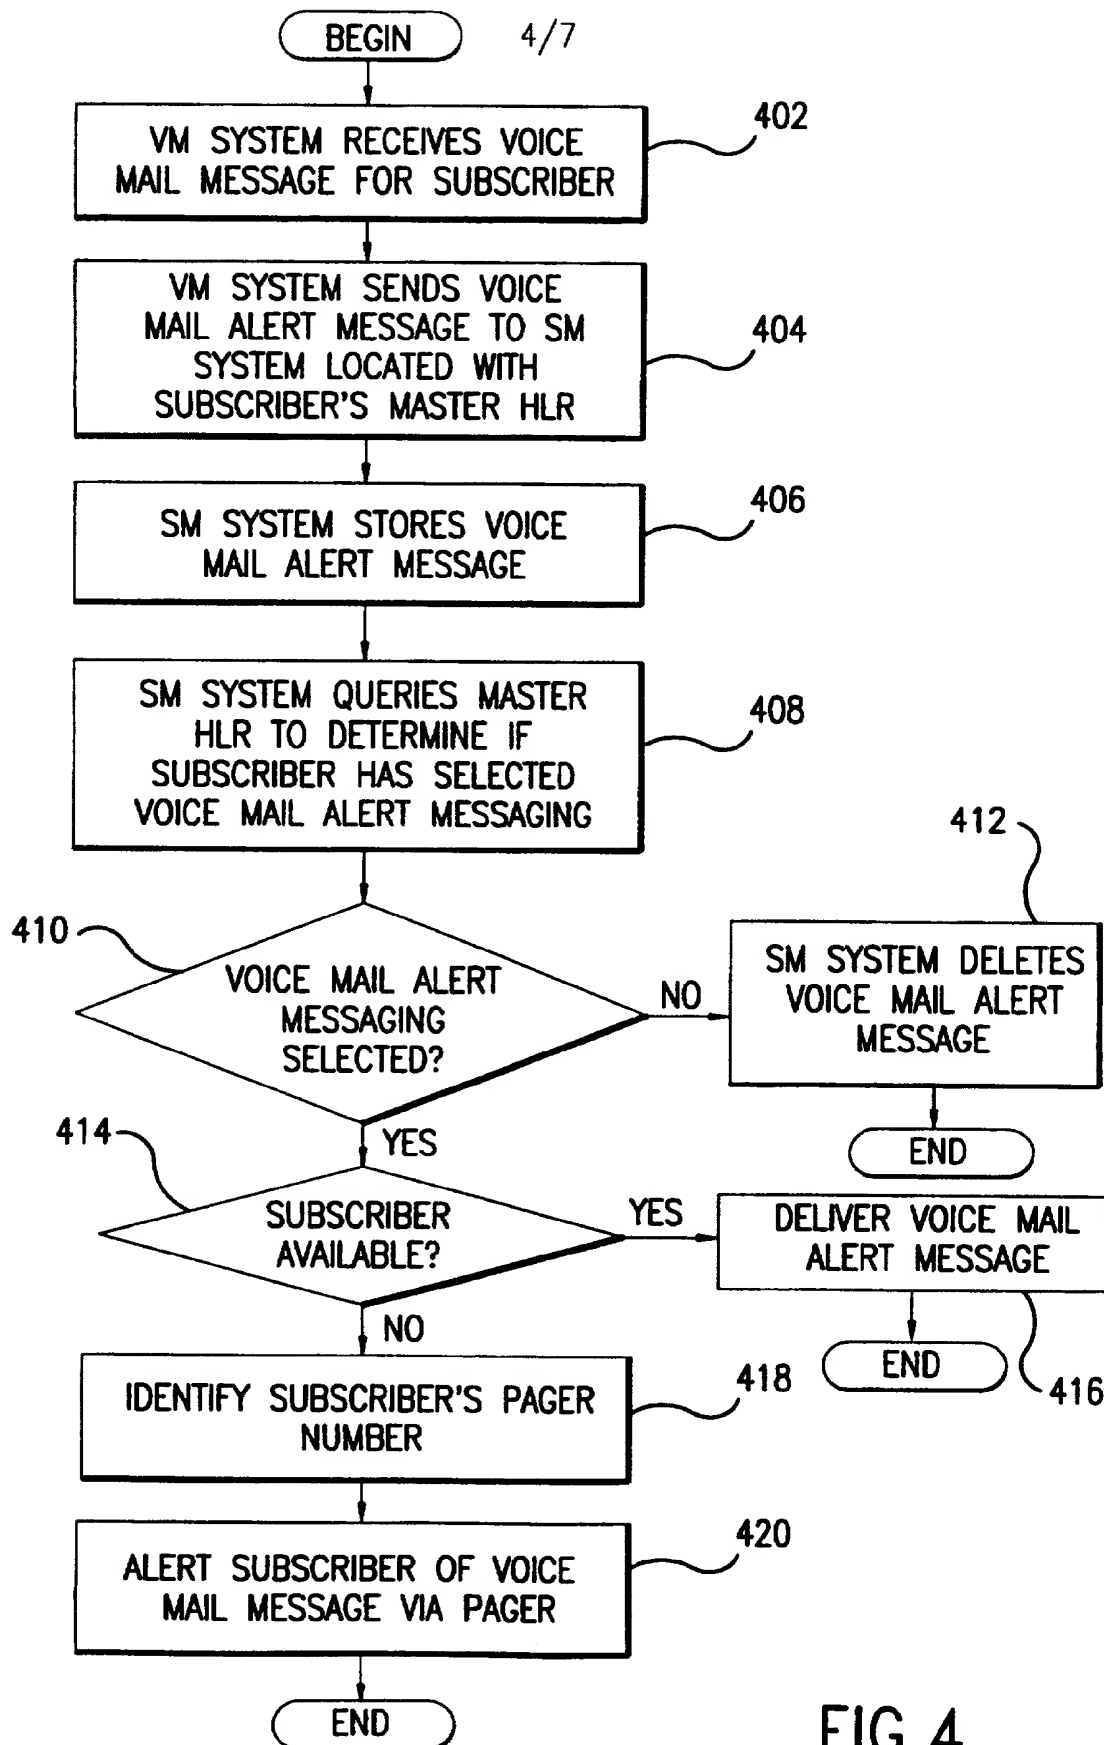 BEGIN
4/7
VM SYSTEM RECEIVES VOICE
MAIL MESSAGE FOR SUBSCRIBER
402
VM SYSTEM SENDS VOICE
MAIL ALERT MESSAGE TO SM
SYSTEM LOCATED WITH
SUBSCRIBER'S MASTER HLR
404
SM SYSTEM STORES VOICE
MAIL ALERT MESSAGE
406
SM SYSTEM QUERIES MASTER
HLR TO DETERMINE IF
SUBSCRIBER HAS SELECTED
VOICE MAIL ALERT MESSAGING
408
410
VOICE MAIL ALERT
MESSAGING
SELECTED?
NO
412
SM SYSTEM DELETES
VOICE MAIL ALERT
MESSAGE
END
YES
414
SUBSCRIBER
AVAILABLE?
YES
DELIVER VOICE MAIL
ALERT MESSAGE
416
END
NO
IDENTIFY SUBSCRIBER'S PAGER
NUMBER
418
ALERT SUBSCRIBER OF VOICE
MAIL MESSAGE VIA PAGER
420
END
FIG. 4